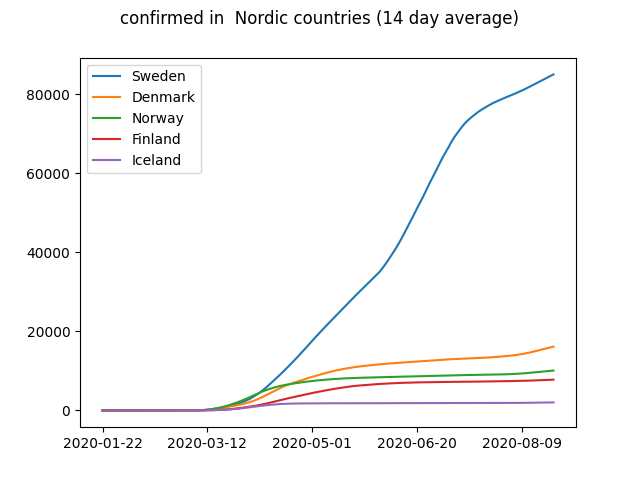 confirmed in  Nordic countries (14 day average)
Sweden
Denmark
Norway
Finland
Iceland
80000
60000
40000
20000
0
2020-01-22 2020-03-12 2020-05-01 2020-06-20 2020-08-09